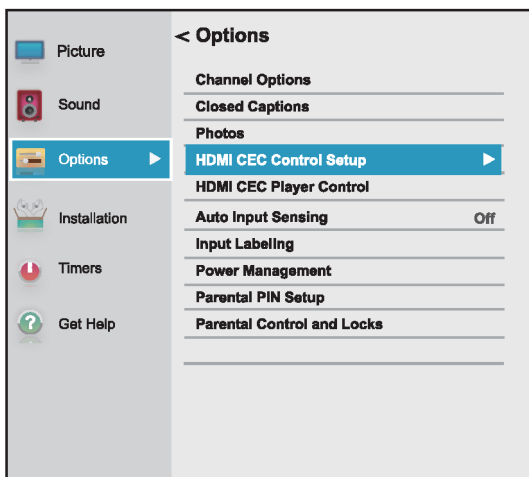 Picture
Sound
Options
Installation
Timers
Get Help
< Options
Channel Options
Closed Captions
Photos
HDMI CEC Control Setup
HDMI CEC Player Control
Auto Input Sensing Off
Input Labeling
Power Management
Parental PIN Setup
Parental Control and Locks